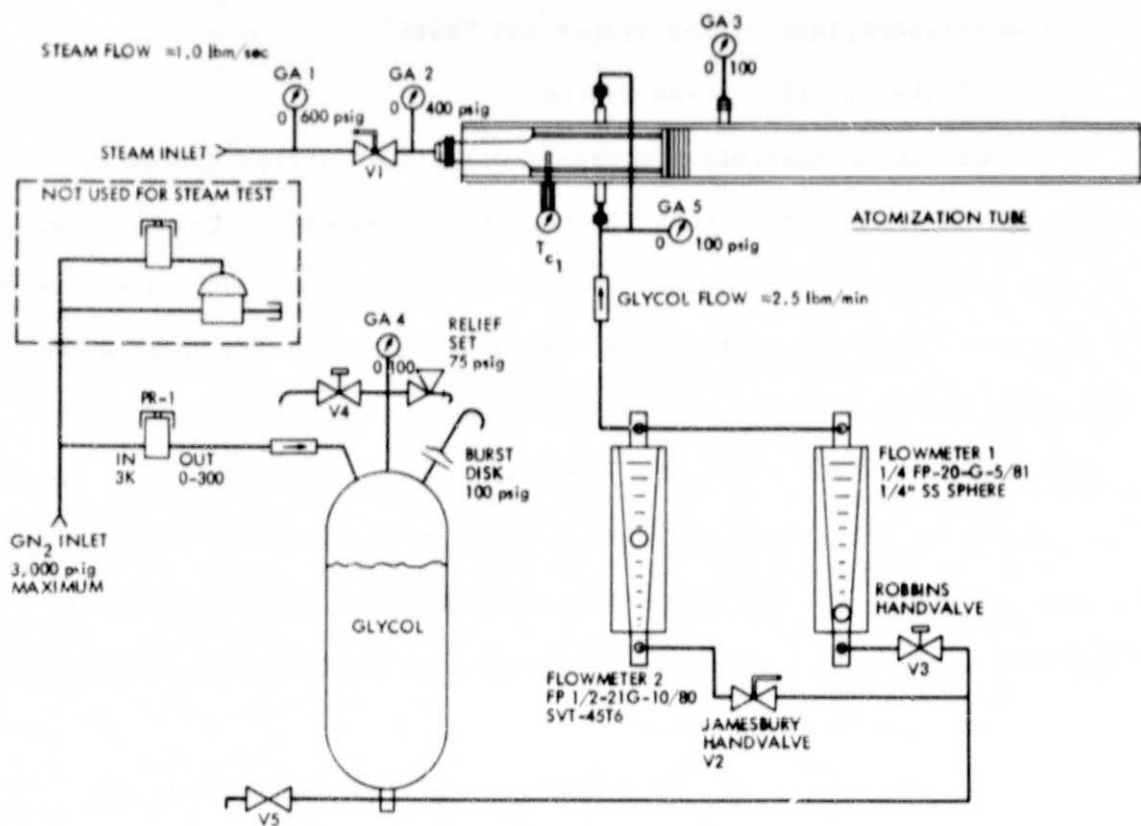 STEAM FLOW ≈1.0 lbm/sec
GA 1
0 600 psig
GA 2
0 400 psig
GA 3
0 100
STEAM INLET
V1
NOT USED FOR STEAM TEST
Tc1
GA 5
0 100 psig
ATOMIZATION TUBE
GLYCOL FLOW ≈2.5 lbm/min
GA 4
0 100
RELIEF
SET
75 psig
V4
PR-1
IN
3K
OUT
0-300
BURST
DISK
100 psig
GN2 INLET
3,000 psig
MAXIMUM
GLYCOL
FLOWMETER 1
1/4 FP-20-G-5/81
1/4" SS SPHERE
ROBBINS
HANDVALVE
V3
FLOWMETER 2
FP 1/2-21G-10/80
SVT-45T6
JAMESBURY
HANDVALVE
V2
V5